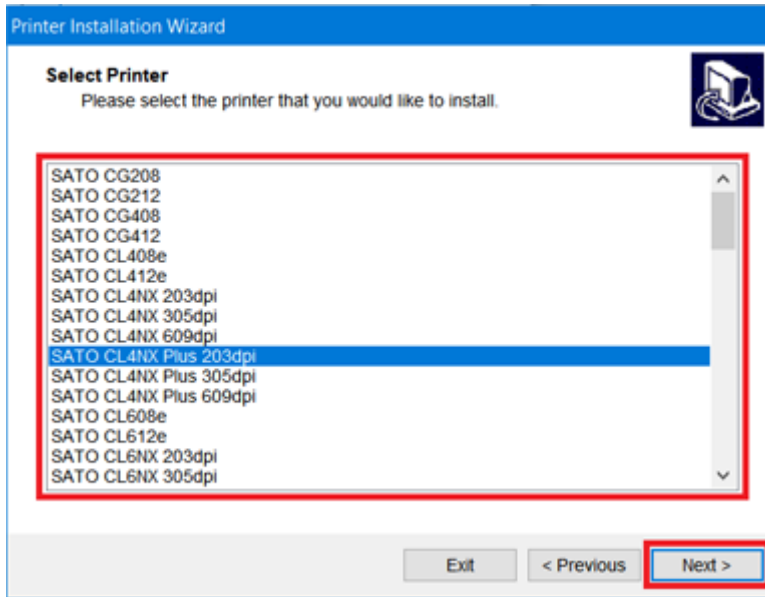 Printer Installation Wizard
Select Printer
Please select the printer that you would like to install.
SATO CG208
SATO CG212
SATO CG408
SATO CG412
SATO CL408e
SATO CL412e
SATO CL4NX 203dpi
SATO CL4NX 305dpi
SATO CL4NX 609dpi
SATO CL4NX Plus 203dpi
SATO CL4NX Plus 305dpi
SATO CL4NX Plus 609dpi
SATO CL608e
SATO CL612e
SATO CL6NX 203dpi
SATO CL6NX 305dpi
Exit < Previous Next >